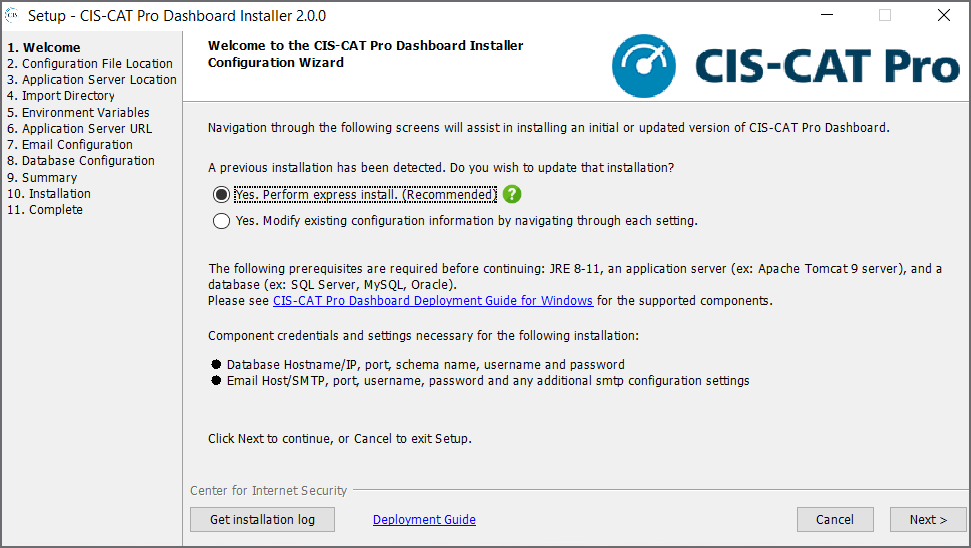 CIS
Setup - CIS-CAT Pro Dashboard Installer 2.0.0
1. Welcome
2. Configuration File Location
3. Application Server Location
4. Import Directory
5. Environment Variables
6. Application Server URL
7. Email Configuration
8. Database Configuration
9. Summary
10. Installation
11. Complete
Welcome to the CIS-CAT Pro Dashboard Installer
Configuration Wizard
CIS-CAT Pro
Navigation through the following screens will assist in installing an initial or updated version of CIS-CAT Pro Dashboard.
A previous installation has been detected. Do you wish to update that installation?
Yes. Perform express install. (Recommended) ?
Yes. Modify existing configuration information by navigating through each setting.
The following prerequisites are required before continuing: JRE 8-11, an application server (ex: Apache Tomcat 9 server), and a
database (ex: SQL Server, MySQL, Oracle).
Please see CIS-CAT Pro Dashboard Deployment Guide for Windows for the supported components.
Component credentials and settings necessary for the following installation:
● Database Hostname/IP, port, schema name, username and password
● Email Host/SMTP, port, username, password and any additional smtp configuration settings
Click Next to continue, or Cancel to exit Setup.
Center for Internet Security
Get installation log
Deployment Guide
Cancel
Next >